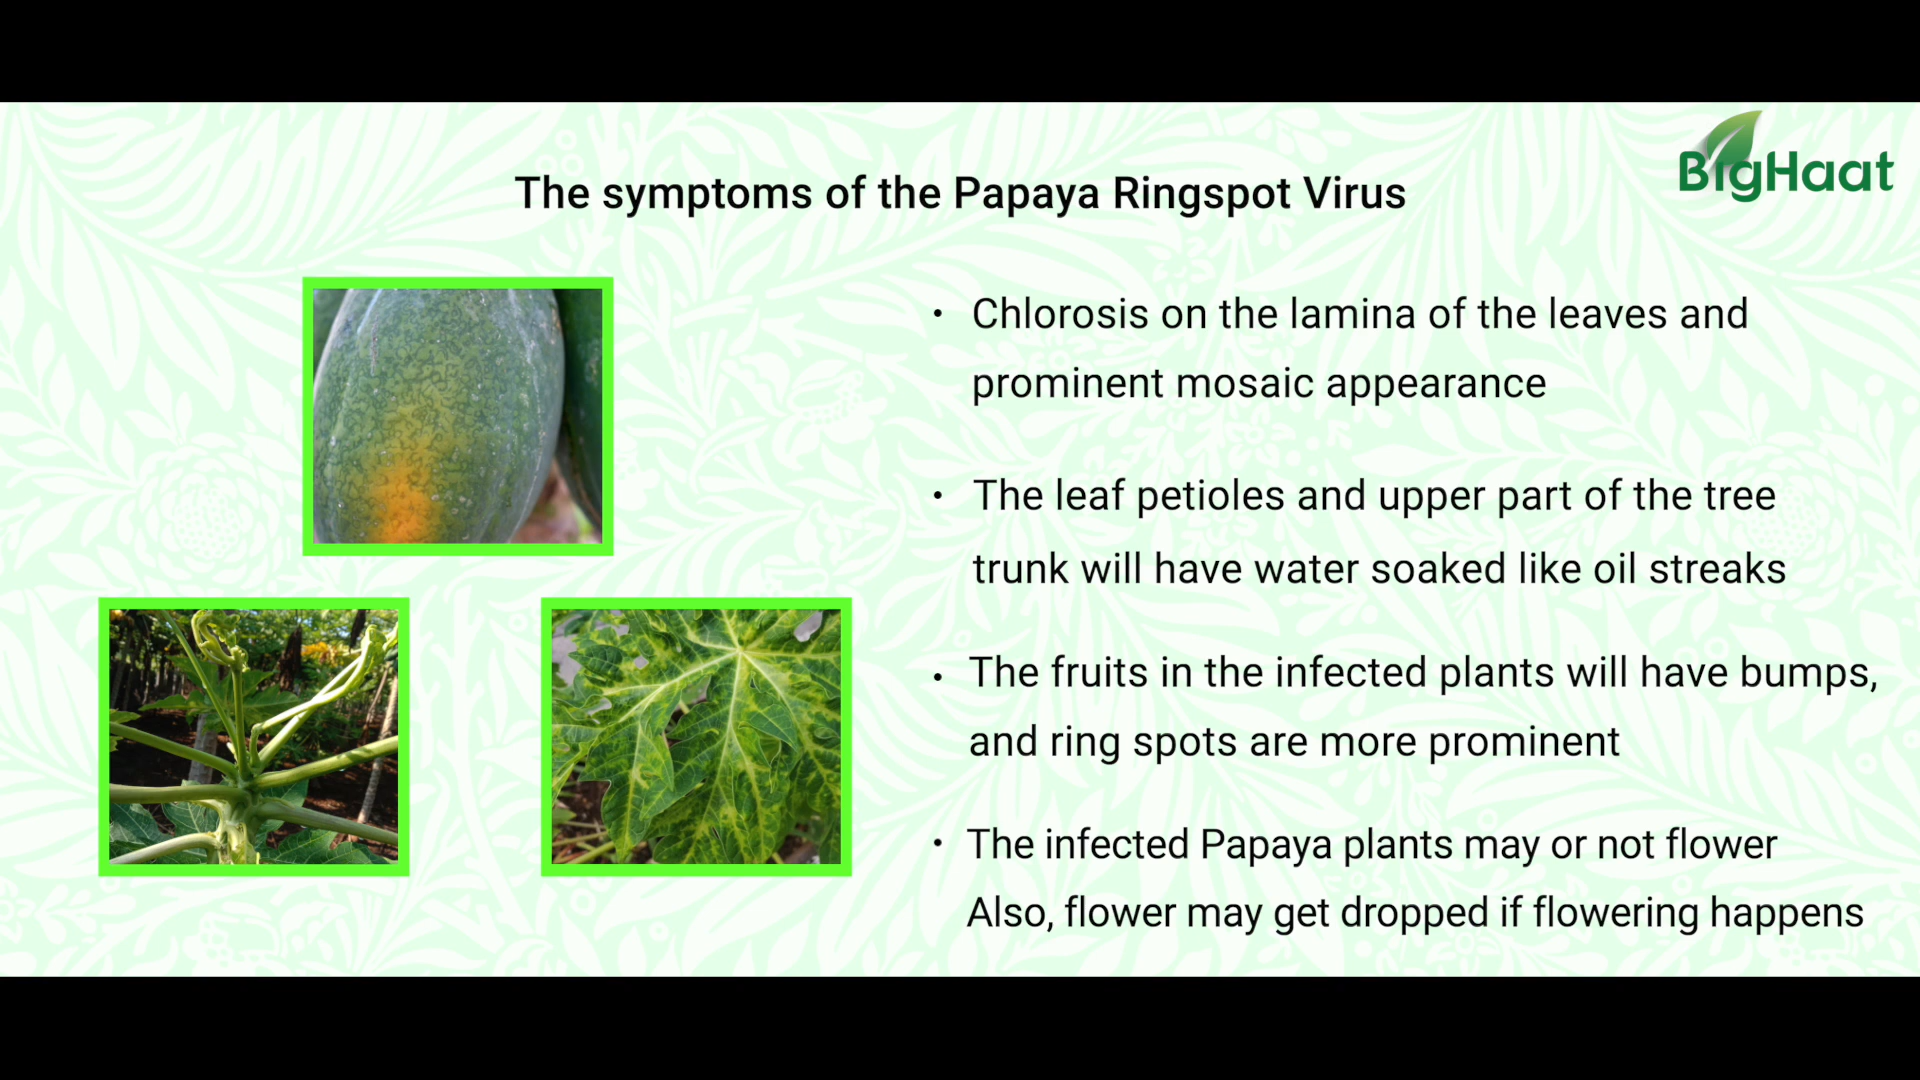 BigHaat
The symptoms of the Papaya Ringspot Virus
• Chlorosis on the lamina of the leaves and
prominent mosaic appearance
• The leaf petioles and upper part of the tree
trunk will have water soaked like oil streaks
• The fruits in the infected plants will have bumps,
and ring spots are more prominent
• The infected Papaya plants may or not flower
Also, flower may get dropped if flowering happens